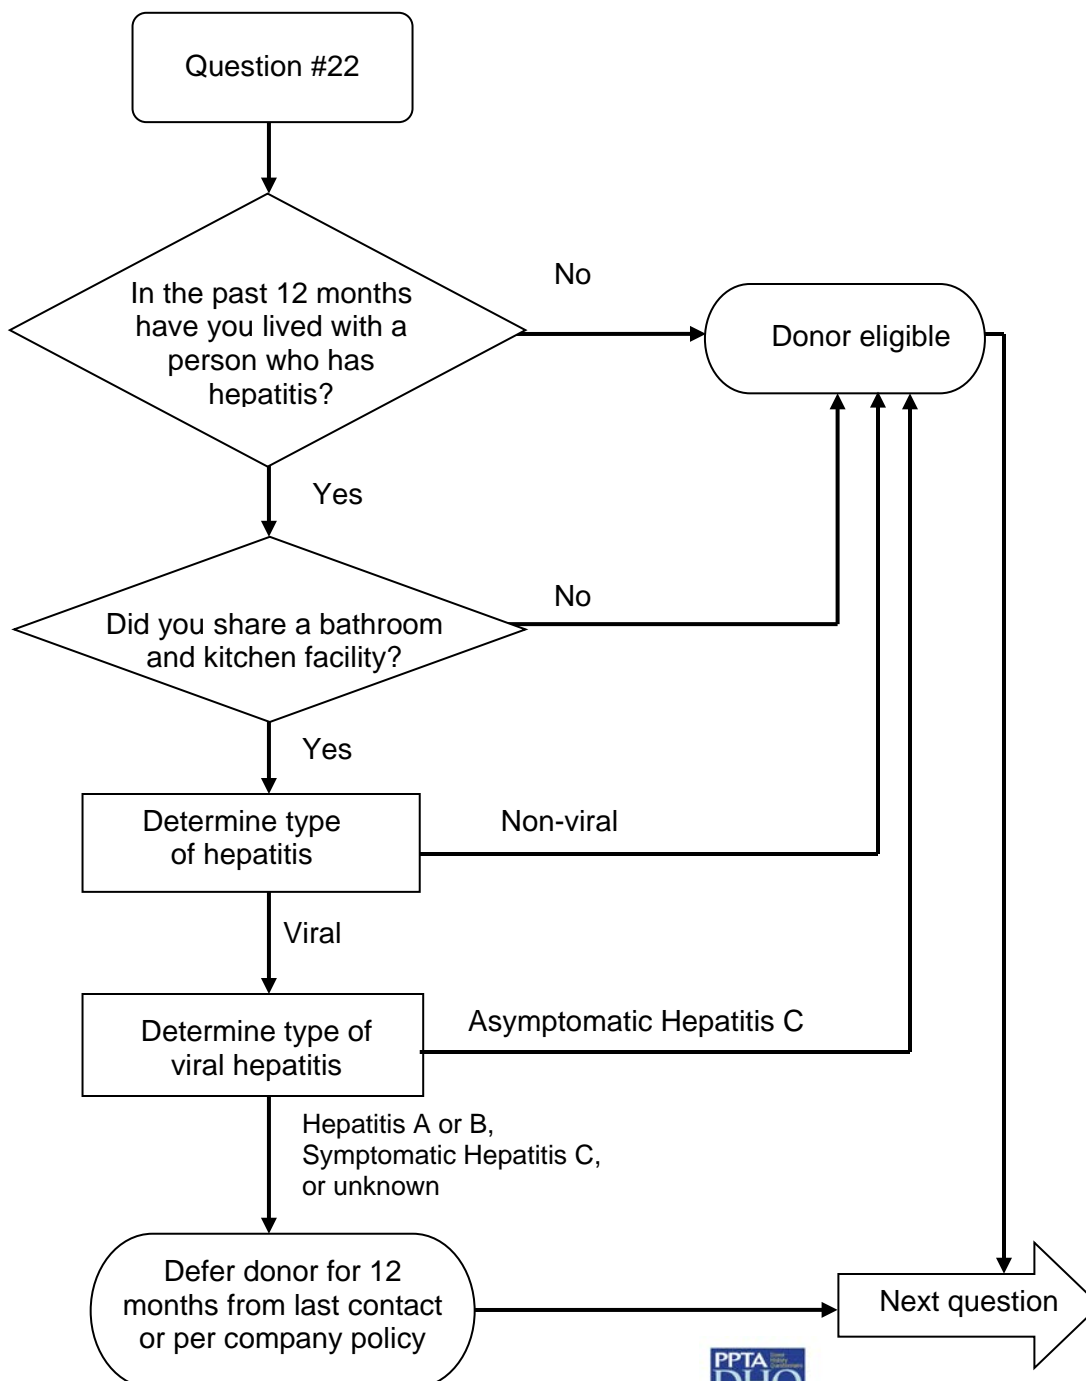 Question #22
In the past 12 months
have you lived with a
person who has
hepatitis?
No
Donor eligible
Yes
Did you share a bathroom
and kitchen facility?
No
Yes
Determine type
of hepatitis
Non-viral
Viral
Determine type of
viral hepatitis
Asymptomatic Hepatitis C
Hepatitis A or B,
Symptomatic Hepatitis C,
or unknown
Defer donor for 12
months from last contact
or per company policy
Next question
PPTA